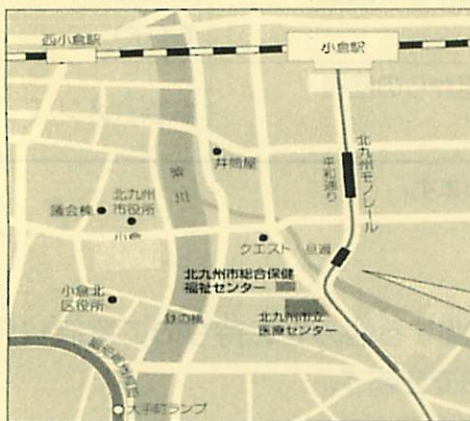 西小倉駅
小倉駅
北九州モノレール
平和通り
井筒屋
紫川
北九州
市役所
議会棟
小倉
クエスト
旦過
北九州市総合保健
福祉センター
小倉北
区役所
鉄の橋
北九州市立
医療センター
大手町ランプ